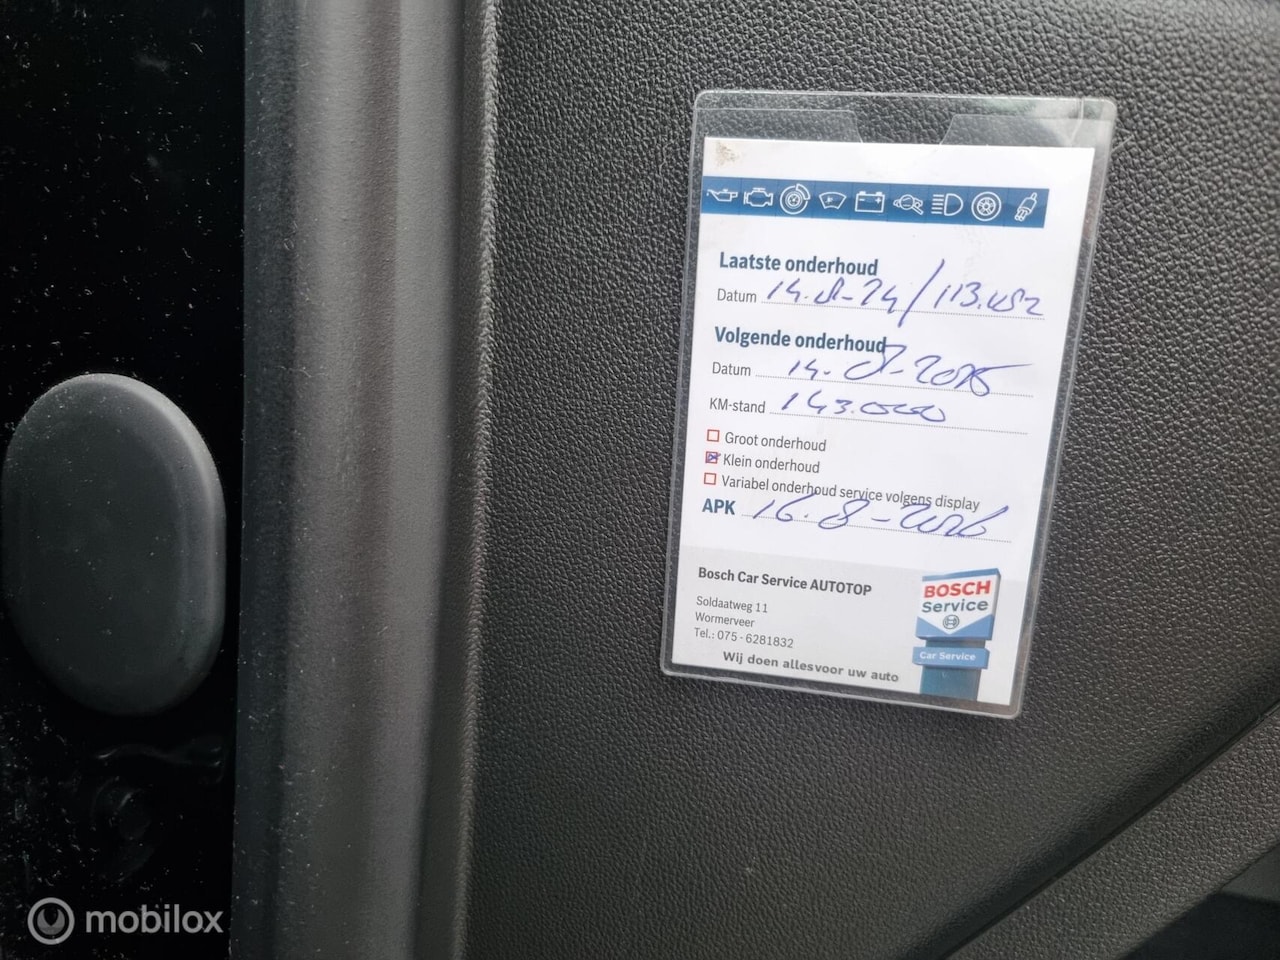 Laatste onderhoud
Datum 14.8-24/113.052
Volgende onderhoud
Datum 14-8-2025
KM-stand 143.000
Groot onderhoud
Klein onderhoud
Variabel onderhoud service volgens display
APK 16.8-2026
Bosch Car Service AUTOTOP
Soldaatweg 11
Wormerveer
Tel.: 075 - 6281832
Wij doen allesvoor uw auto
BOSCH
Service
Car Service
mobilox